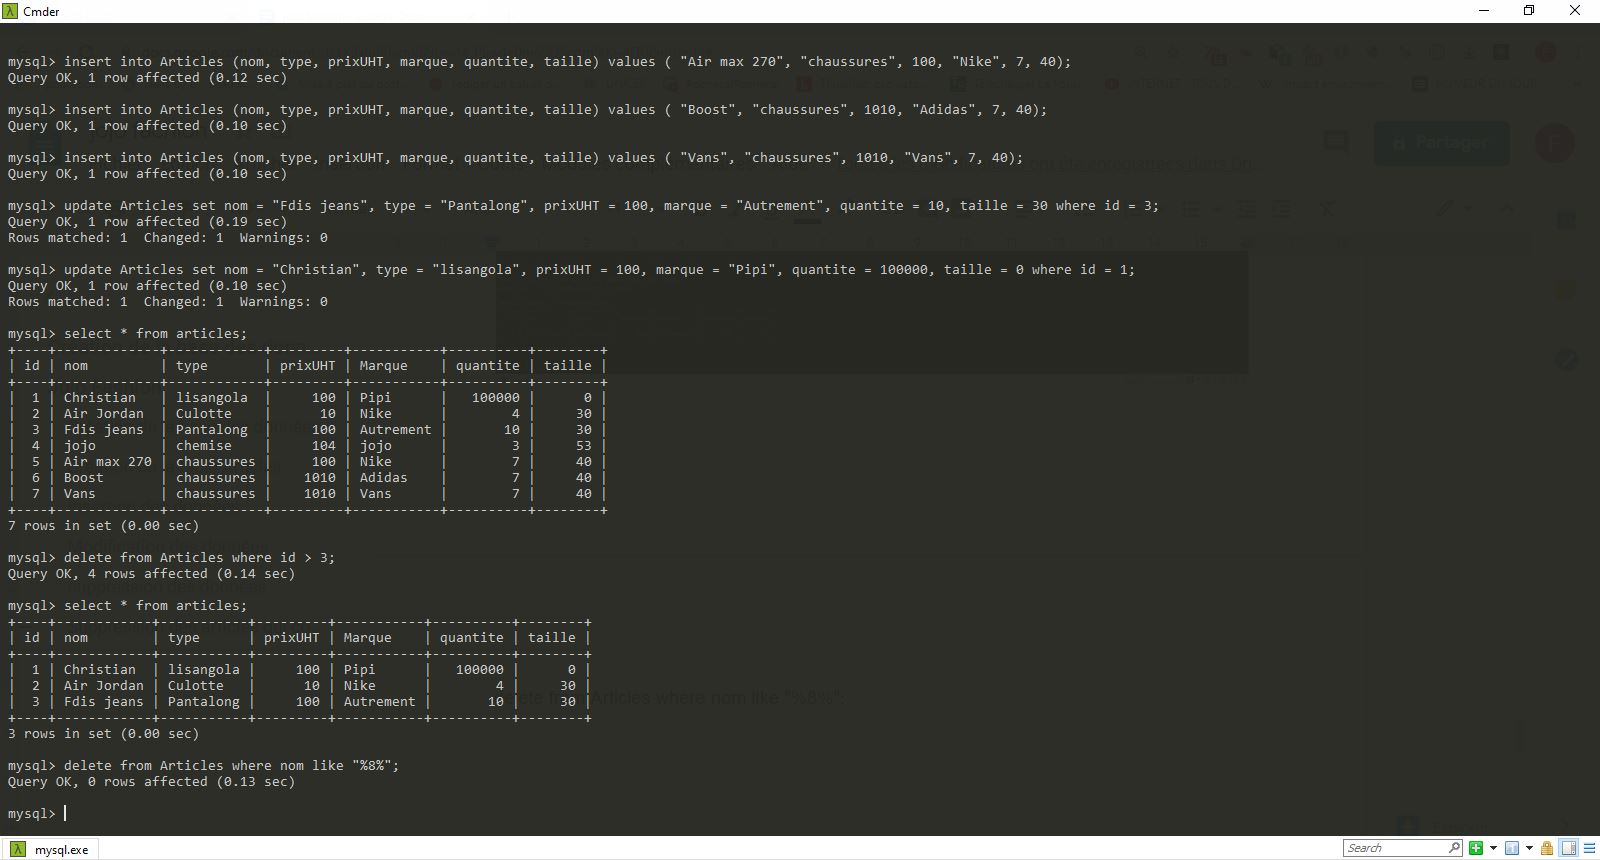 Cmder
mysql> insert into Articles (nom, type, prixUHT, marque, quantite, taille) values ( "Air max 270", "chaussures", 100, "Nike", 7, 40);
Query OK, 1 row affected (0.12 sec)
mysql> insert into Articles (nom, type, prixUHT, marque, quantite, taille) values ( "Boost", "chaussures", 1010, "Adidas", 7, 40);
Query OK, 1 row affected (0.10 sec)
Partager
mysql> insert into Articles (nom, type, prixUHT, marque, quantite, taille) values ( "Vans", "chaussures", 1010, "Vans", 7, 40);
Query OK, 1 row affected (0.10 sec)
mysql> update Articles set nom = "Fdis jeans", type = "Pantalong", prixUHT = 100, marque = "Autrement", quantite = 10, taille = 30 where id = 3;
Query OK, 1 row affected (0.19 sec)
Rows matched: 1  Changed: 1  Warnings: 0
mysql> update Articles set nom = "Christian", type = "lisangola", prixUHT = 100, marque = "Pipi", quantite = 100000, taille = 0 where id = 1;
Query OK, 1 row affected (0.10 sec)
Rows matched: 1  Changed: 1  Warnings: 0
mysql> select * from articles;
| id | nom | type | prixUHT | Marque | quantite | taille |
| 1 | Christian | lisangola | 100 | Pipi | 100000 | 0 |
| 2 | Air Jordan | Culotte | 10 | Nike | 4 | 30 |
| 3 | Fdis jeans | Pantalong | 100 | Autrement | 10 | 30 |
| 4 | jojo | chemise | 104 | jojo | 3 | 53 |
| 5 | Air max 270 | chaussures | 100 | Nike | 7 | 40 |
| 6 | Boost | chaussures | 1010 | Adidas | 7 | 40 |
| 7 | Vans | chaussures | 1010 | Vans | 7 | 40 |
7 rows in set (0.00 sec)
mysql> delete from Articles where id > 3;
Query OK, 4 rows affected (0.14 sec)
mysql> select * from articles;
| id | nom | type | prixUHT | Marque | quantite | taille |
| 1 | Christian | lisangola | 100 | Pipi | 100000 | 0 |
| 2 | Air Jordan | Culotte | 10 | Nike | 4 | 30 |
| 3 | Fdis jeans | Pantalong | 100 | Autrement | 10 | 30 |
from Articles where nom like "%8%";
3 rows in set (0.00 sec)
mysql> delete from Articles where nom like "%8%";
Query OK, 0 rows affected (0.13 sec)
mysql>
mysql.exe
Search